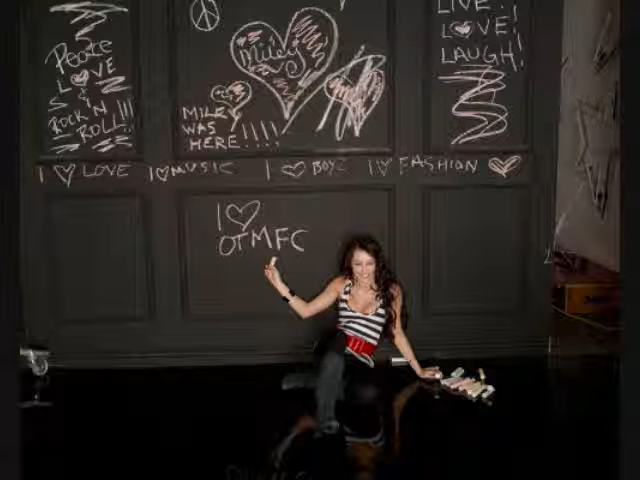 Peace
LOVE
&
ROCK N
ROLL!!!
Miley
MILEY
WAS
HERE!!!!
LIVE!
LOVE!
LAUGH!
I ♡ LOVE I ♡ MUSIC I ♡ BOYZ I ♡ FASHION ♡
I ♡
OTMFC